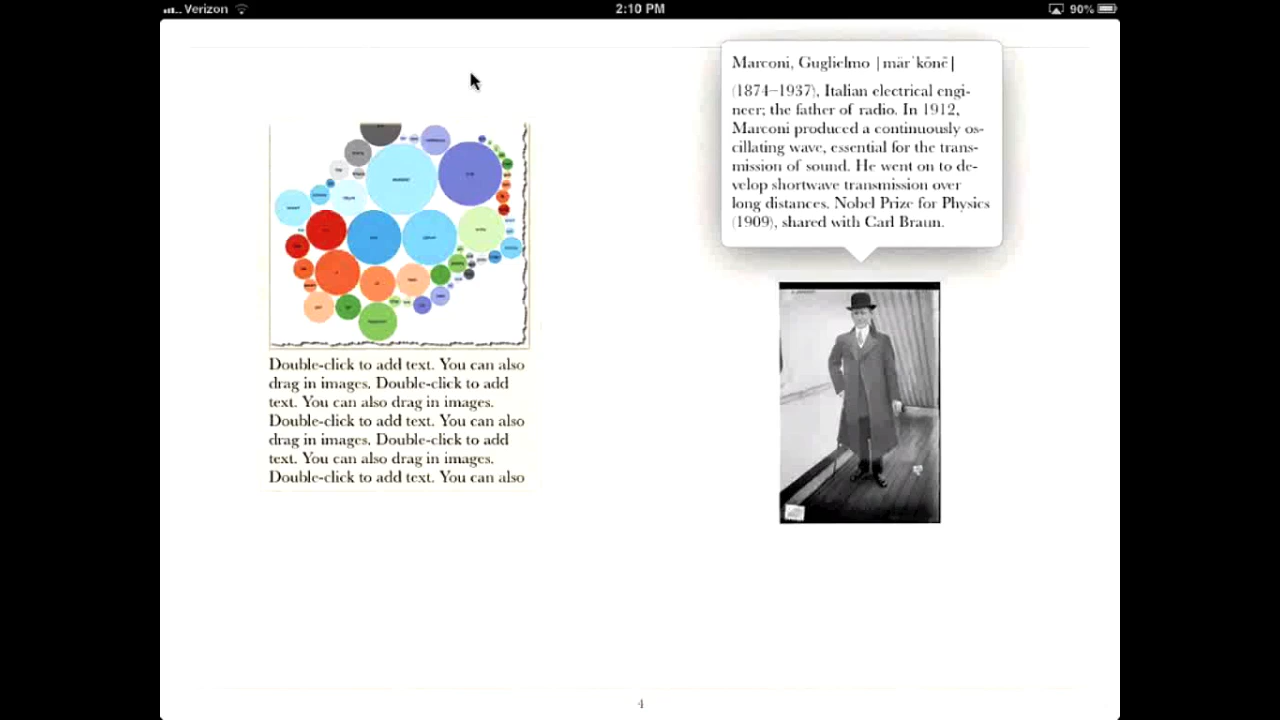 Verizon
2:10 PM
90%
Double-click to add text. You can also
drag in images. Double-click to add
text. You can also drag in images.
Double-click to add text. You can also
drag in images. Double-click to add
text. You can also drag in images.
Double-click to add text. You can also
Marconi, Guglielmo |märˈkōnē|
(1874–1937), Italian electrical engi-
neer; the father of radio. In 1912,
Marconi produced a continuously os-
cillating wave, essential for the trans-
mission of sound. He went on to de-
velop shortwave transmission over
long distances. Nobel Prize for Physics
(1909), shared with Carl Braun.
4